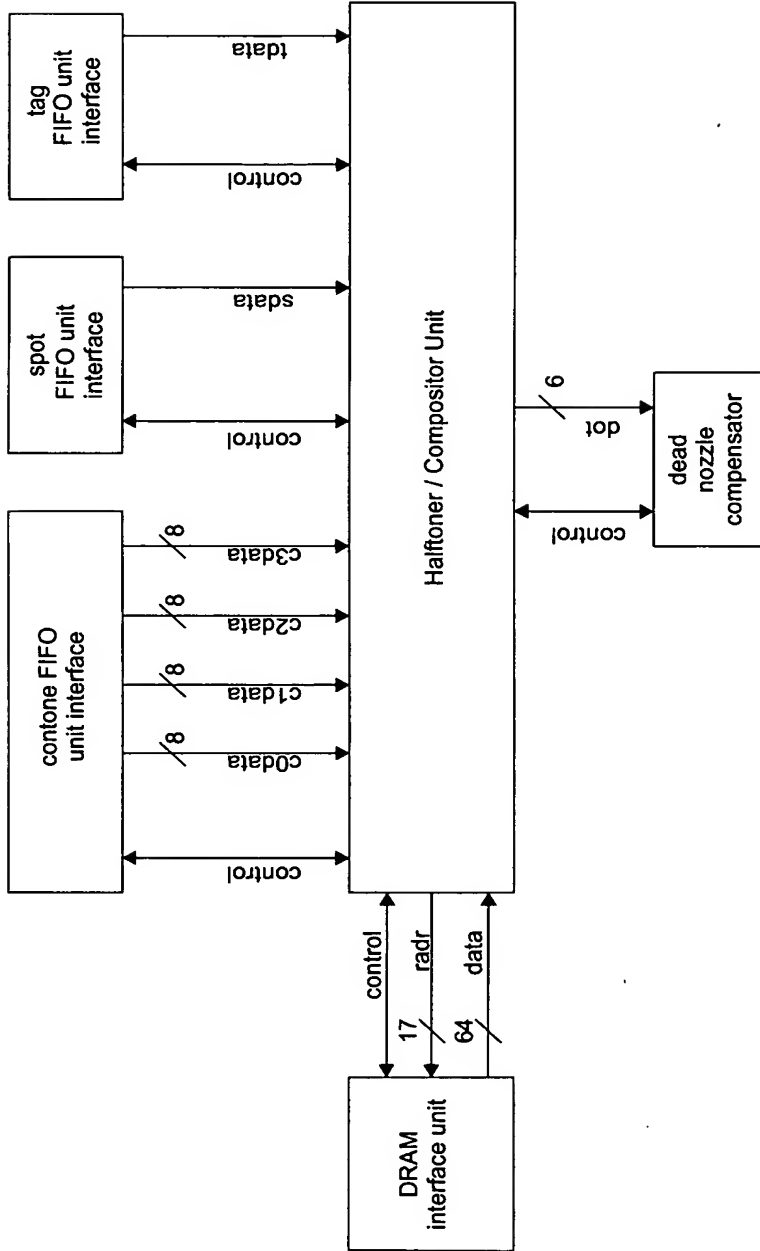 tag
FIFO unit
interface
tdata
control
spot
FIFO unit
interface
sdata
control
contone FIFO
unit interface
8
c3data
8
c2data
8
c1data
8
c0data
control
Halftoner / Compositor Unit
control
radr
17
data
64
DRAM
interface unit
6
dot
control
dead
nozzle
compensator